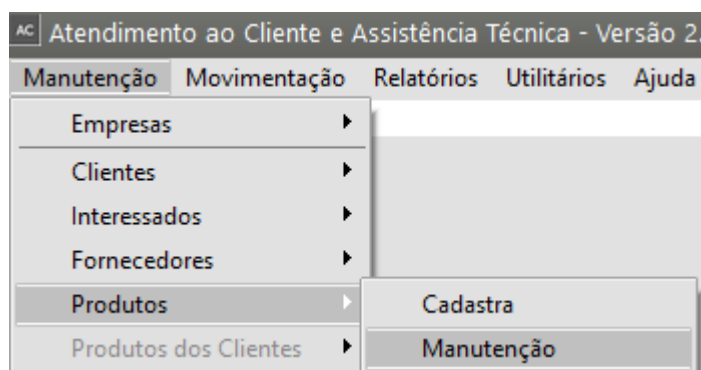 AC Atendimento ao Cliente e Assistência Técnica - Versão 2.
Manutenção Movimentação Relatórios Utilitários Ajuda
Empresas
Clientes
Interessados
Fornecedores
Produtos Cadastra
Produtos dos Clientes Manutenção